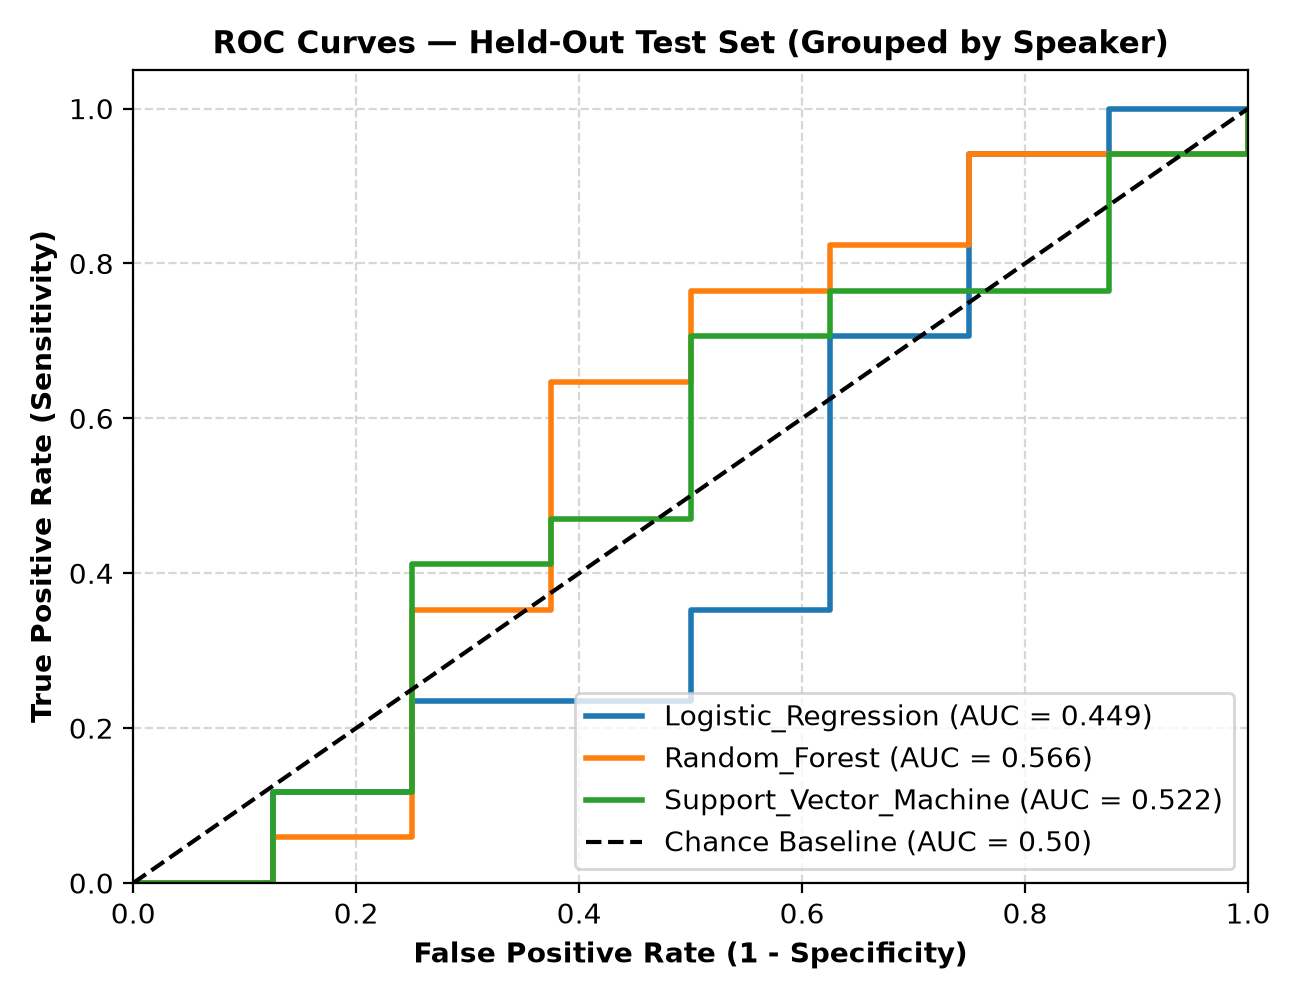 ROC Curves — Held-Out Test Set (Grouped by Speaker)
True Positive Rate (Sensitivity)
1.0
0.8
0.6
0.4
0.2
0.0
Logistic_Regression (AUC = 0.449)
Random_Forest (AUC = 0.566)
Support_Vector_Machine (AUC = 0.522)
Chance Baseline (AUC = 0.50)
0.0 0.2 0.4 0.6 0.8 1.0
False Positive Rate (1 - Specificity)